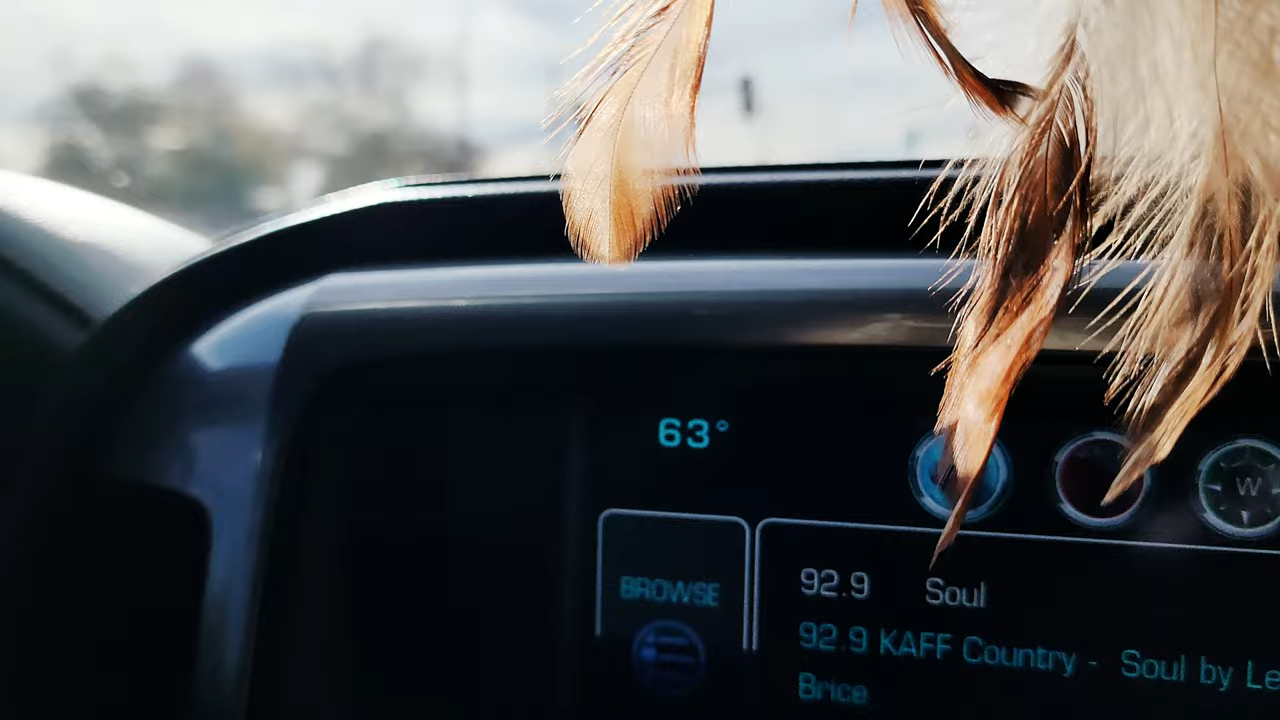 63°
W
BROWSE
92.9 Soul
92.9 KAFF Country - Soul by Le
Brice